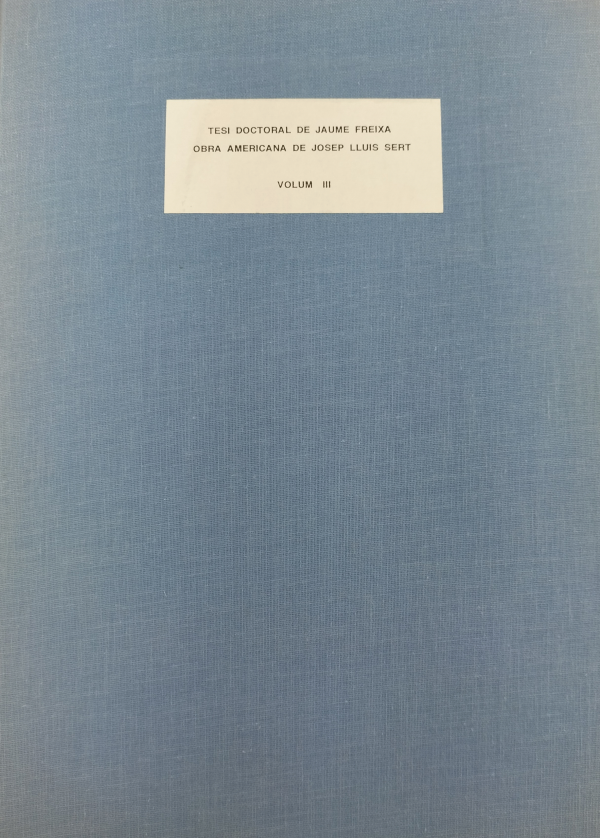 TESI DOCTORAL DE JAUME FREIXA
OBRA AMERICANA DE JOSEP LLUIS SERT
VOLUM III